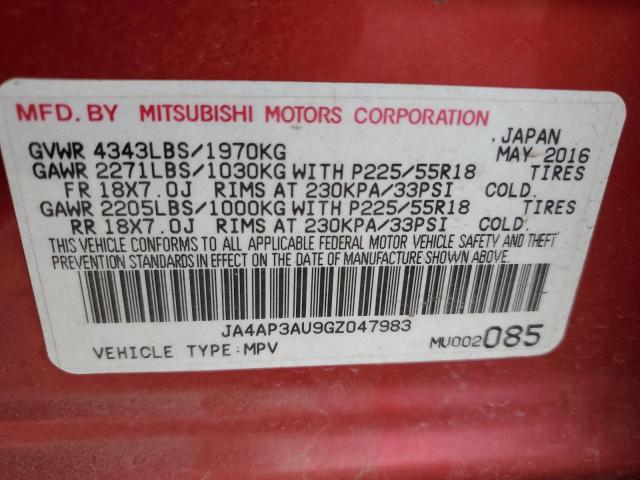 MFD. BY MITSUBISHI MOTORS CORPORATION
, JAPAN
GVWR 4343LBS/1970KG MAY 2016
GAWR 2271LBS/1030KG WITH P225/55R18 TIRES
FR 18X7.0J RIMS AT 230KPA/33PSI COLD.
GAWR 2205LBS/1000KG WITH P225/55R18 TIRES
RR 18X7.0J RIMS AT 230KPA/33PSI COLD.
THIS VEHICLE CONFORMS TO ALL APPLICABLE FEDERAL MOTOR VEHICLE SAFETY AND THEFT
PREVENTION STANDARDS IN EFFECT ON THE DATE OF MANUFACTURE SHOWN ABOVE.
JA4AP3AU9GZ047983
VEHICLE TYPE:MPV MU002085